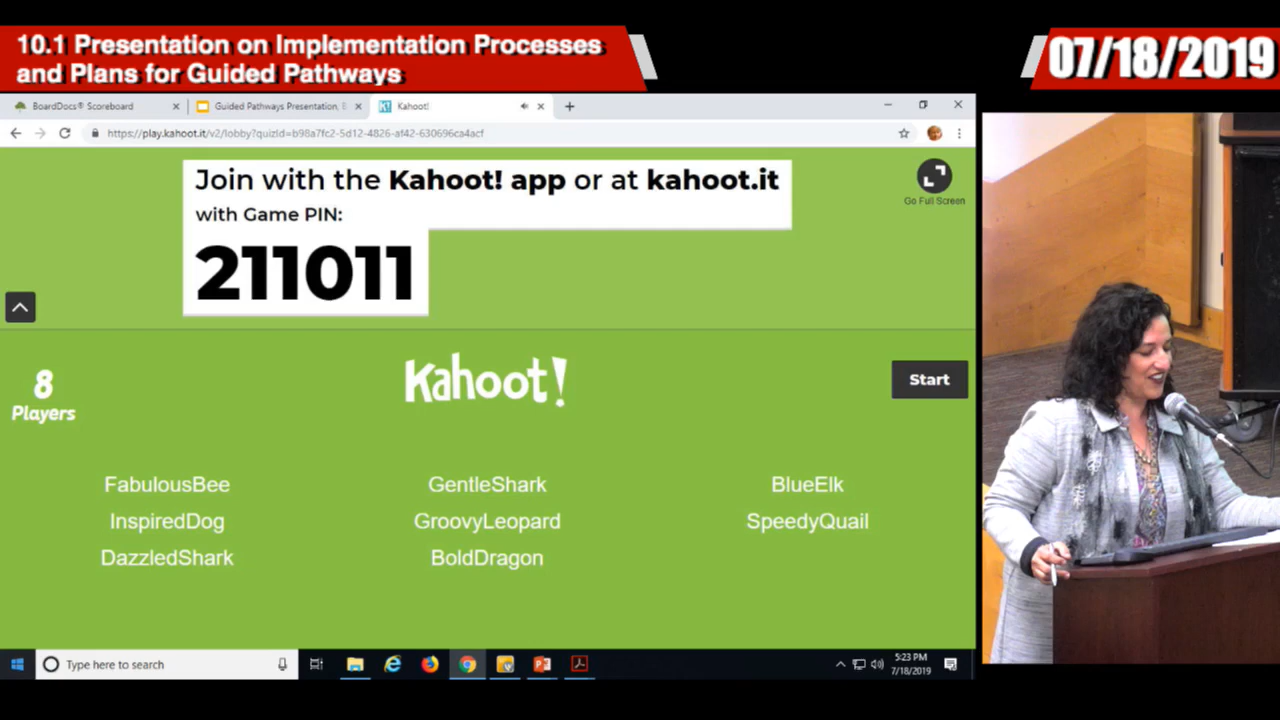 10.1 Presentation on Implementation Processes
and Plans for Guided Pathways
07/18/2019
BoardDocs® Scoreboard
Guided Pathways Presentation,
Kahoot!
https://play.kahoot.it/v2/lobby?quizId=b98a7fc2-5d12-4826-af42-630696ca4acf
Join with the Kahoot! app or at kahoot.it
with Game PIN:
211011
Go Full Screen
8
Players
Kahoot!
Start
FabulousBee
GentleShark
BlueElk
InspiredDog
GroovyLeopard
SpeedyQuail
DazzledShark
BoldDragon
Type here to search
5:23 PM
7/18/2019